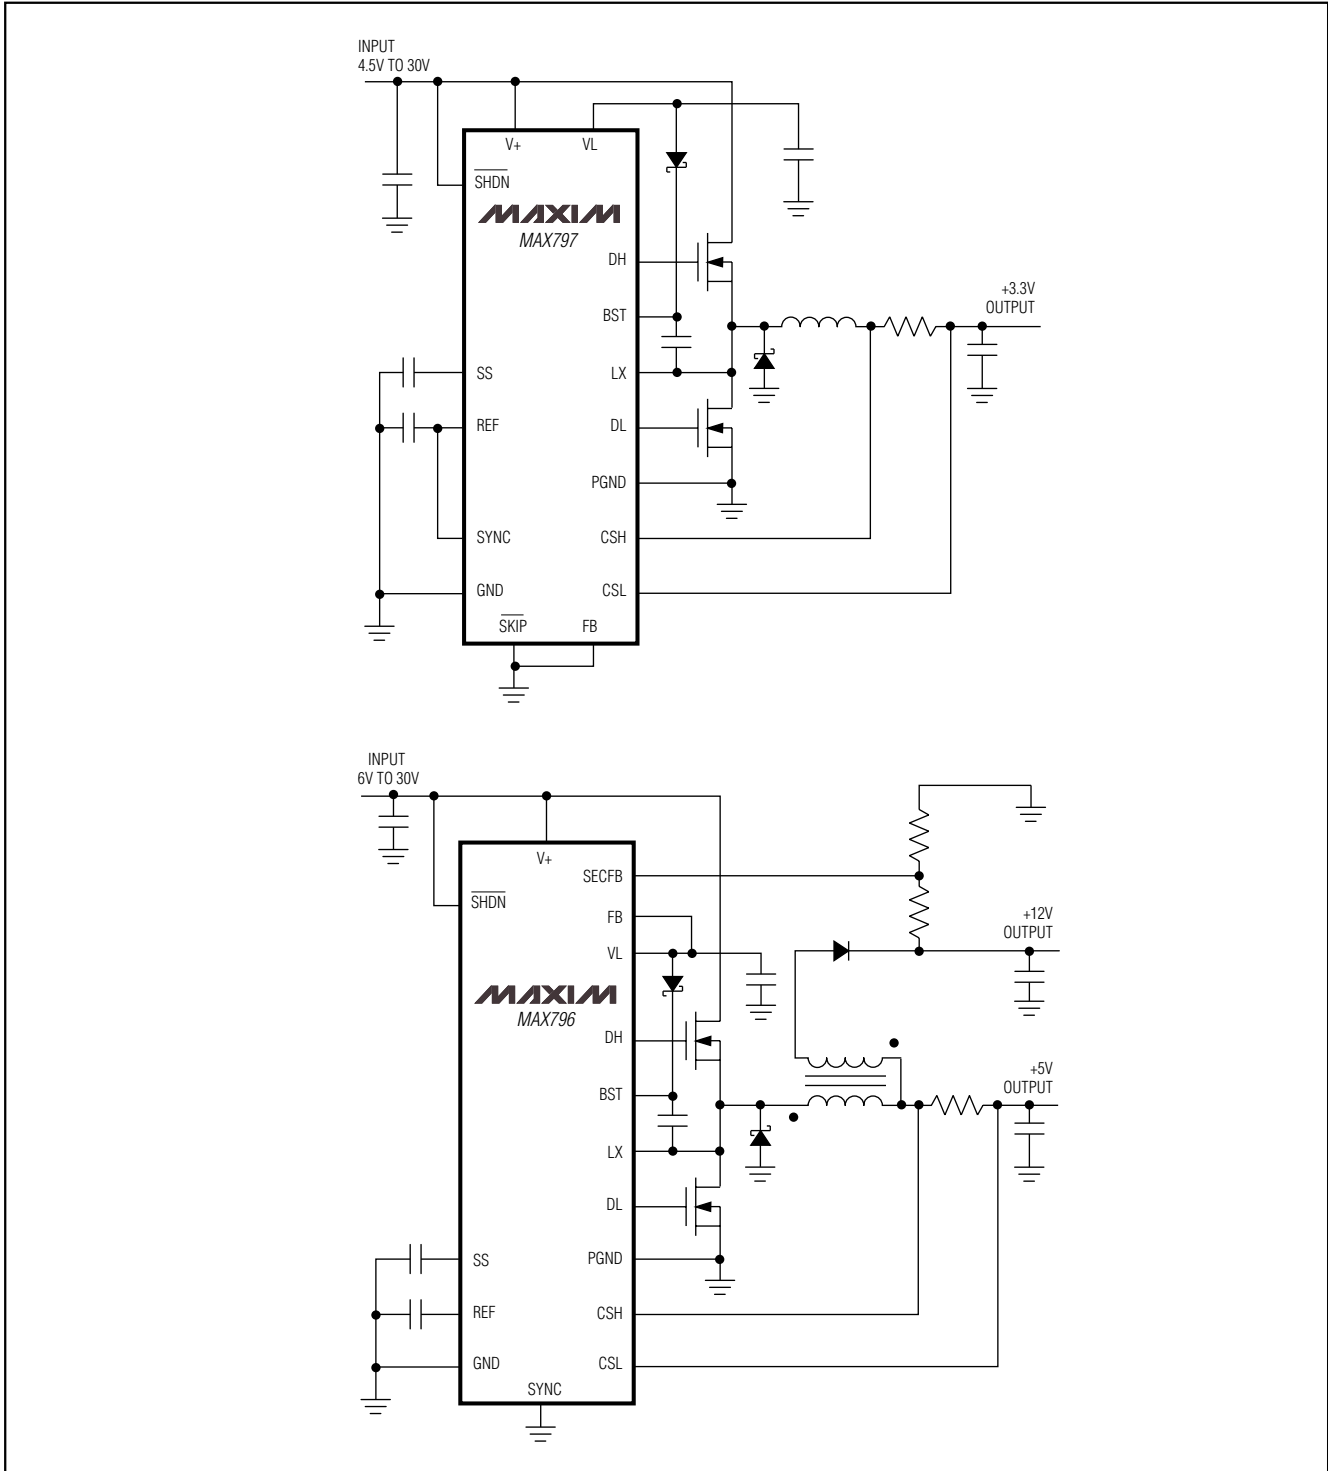 INPUT
4.5V TO 30V
V+
VL
SHDN
MAXIM
MAX797
DH
+3.3V
OUTPUT
BST
SS
LX
REF
DL
PGND
SYNC
CSH
GND
CSL
SKIP
FB
INPUT
6V TO 30V
V+
SECFB
SHDN
FB
+12V
OUTPUT
VL
MAXIM
MAX796
DH
+5V
OUTPUT
BST
LX
DL
SS
PGND
REF
CSH
GND
CSL
SYNC